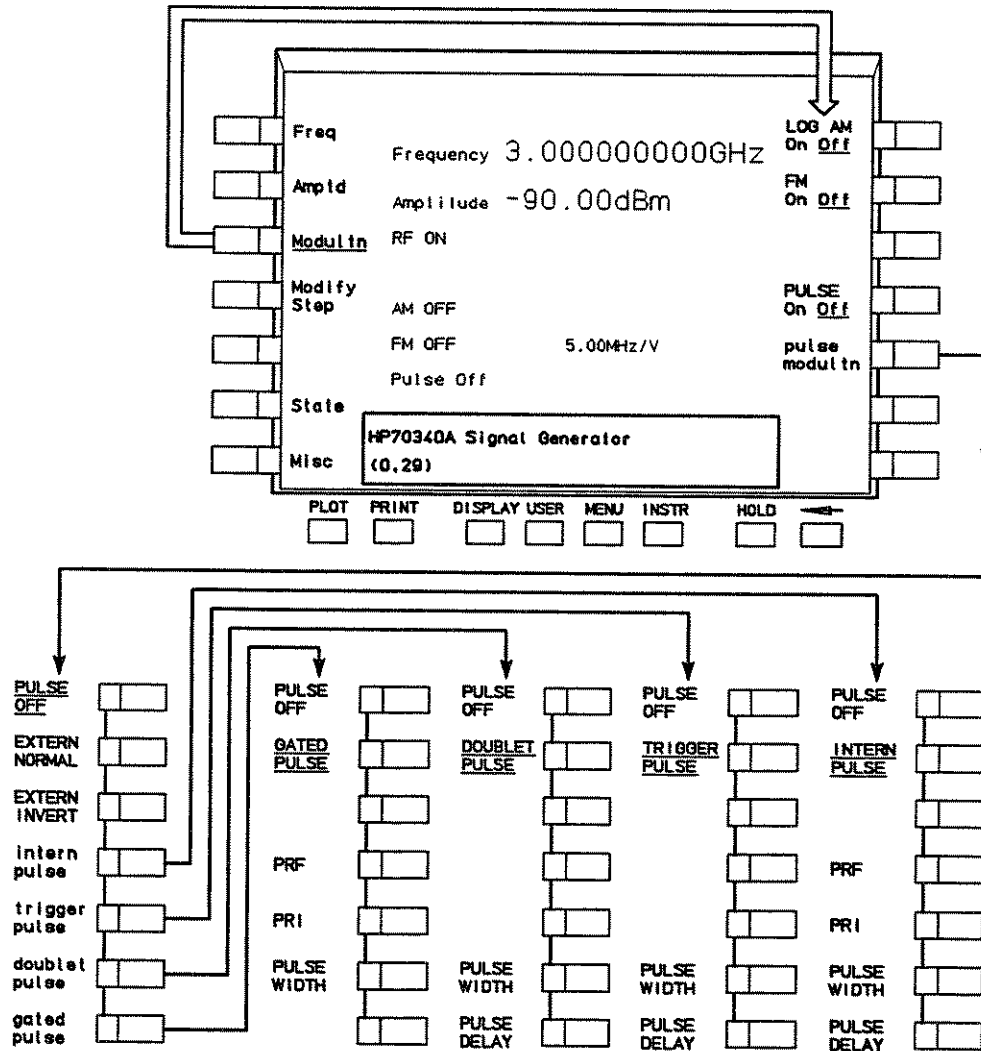 Freq
Ampld
Modultn
Modify
Step
State
Misc
Frequency 3.000000000GHz
Amplilude -90.00dBm
RF ON
AM OFF
FM OFF 5.00MHz/V
Pulse Off
HP70340A Signal Generator
(0,29)
LOG AM
On Off
FM
On Off
PULSE
On Off
pulse
modultn
PLOT PRINT DISPLAY USER MENU INSTR HOLD
PULSE
OFF
EXTERN
NORMAL
EXTERN
INVERT
intern
pulse
trigger
pulse
doublet
pulse
gated
pulse
PULSE
OFF
GATED
PULSE
PRF
PRI
PULSE
WIDTH
PULSE
OFF
DOUBLET
PULSE
PULSE
WIDTH
PULSE
DELAY
PULSE
OFF
TRIGGER
PULSE
PULSE
WIDTH
PULSE
DELAY
PULSE
OFF
INTERN
PULSE
PRF
PRI
PULSE
WIDTH
PULSE
DELAY